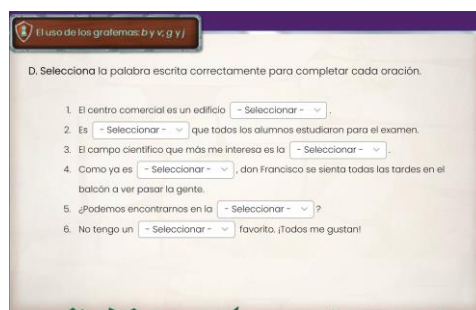 El uso de los grafemas: b y v; g y j
D. Selecciona la palabra escrita correctamente para completar cada oración.
1. El centro comercial es un edificio - Seleccionar - .
2. Es - Seleccionar - que todos los alumnos estudiaron para el examen.
3. El campo científico que más me interesa es la - Seleccionar - .
4. Como ya es - Seleccionar - , don Francisco se sienta todas las tardes en el
balcón a ver pasar la gente.
5. ¿Podemos encontrarnos en la - Seleccionar - ?
6. No tengo un - Seleccionar - favorito. ¡Todos me gustan!